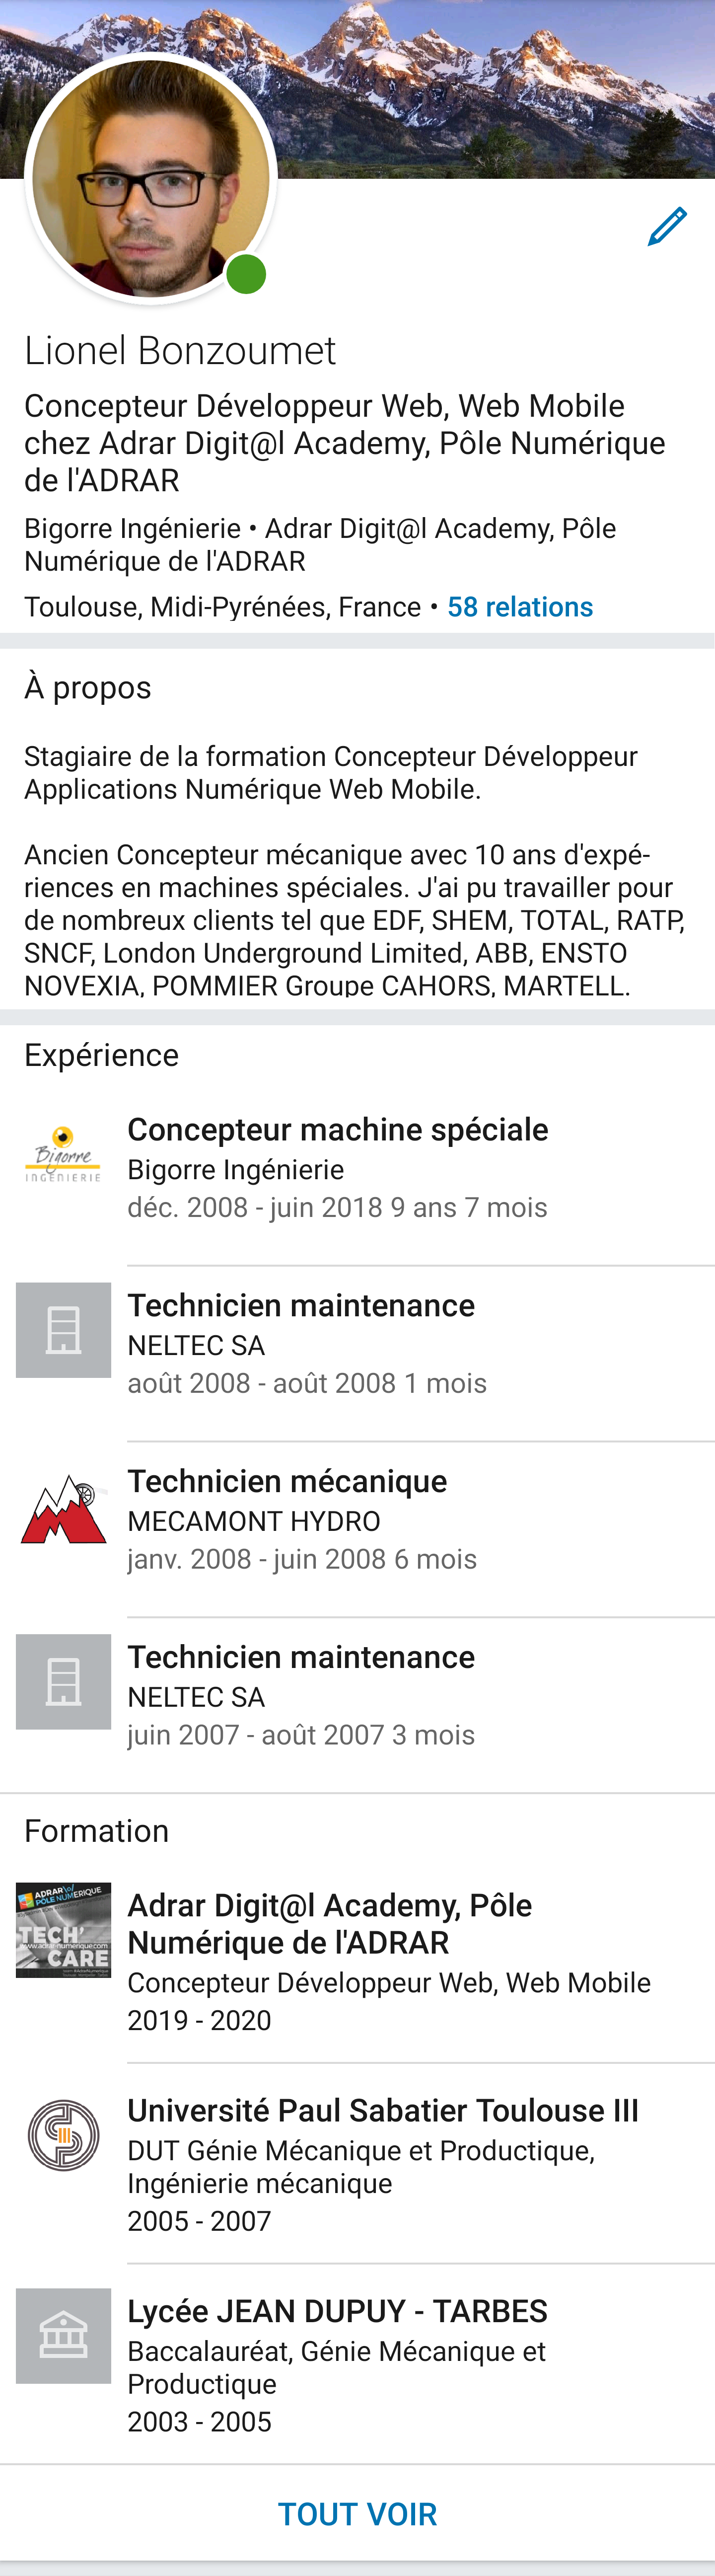 Lionel Bonzoumet
Concepteur Développeur Web, Web Mobile
chez Adrar Digit@l Academy, Pôle Numérique
de l'ADRAR
Bigorre Ingénierie • Adrar Digit@l Academy, Pôle
Numérique de l'ADRAR
Toulouse, Midi-Pyrénées, France • 58 relations
À propos
Stagiaire de la formation Concepteur Développeur
Applications Numérique Web Mobile.
Ancien Concepteur mécanique avec 10 ans d'expé-
riences en machines spéciales. J'ai pu travailler pour
de nombreux clients tel que EDF, SHEM, TOTAL, RATP,
SNCF, London Underground Limited, ABB, ENSTO
NOVEXIA, POMMIER Groupe CAHORS, MARTELL.
Expérience
Bigorre
INGÉNIERIE
Concepteur machine spéciale
Bigorre Ingénierie
déc. 2008 - juin 2018 9 ans 7 mois
Technicien maintenance
NELTEC SA
août 2008 - août 2008 1 mois
Technicien mécanique
MECAMONT HYDRO
janv. 2008 - juin 2008 6 mois
Technicien maintenance
NELTEC SA
juin 2007 - août 2007 3 mois
Formation
ADRAR
PÔLE NUMERIQUE
TECH'
www.adrar-numerique.com
CARE
Adrar Digit@l Academy, Pôle
Numérique de l'ADRAR
Concepteur Développeur Web, Web Mobile
2019 - 2020
Université Paul Sabatier Toulouse III
DUT Génie Mécanique et Productique,
Ingénierie mécanique
2005 - 2007
Lycée JEAN DUPUY - TARBES
Baccalauréat, Génie Mécanique et
Productique
2003 - 2005
TOUT VOIR